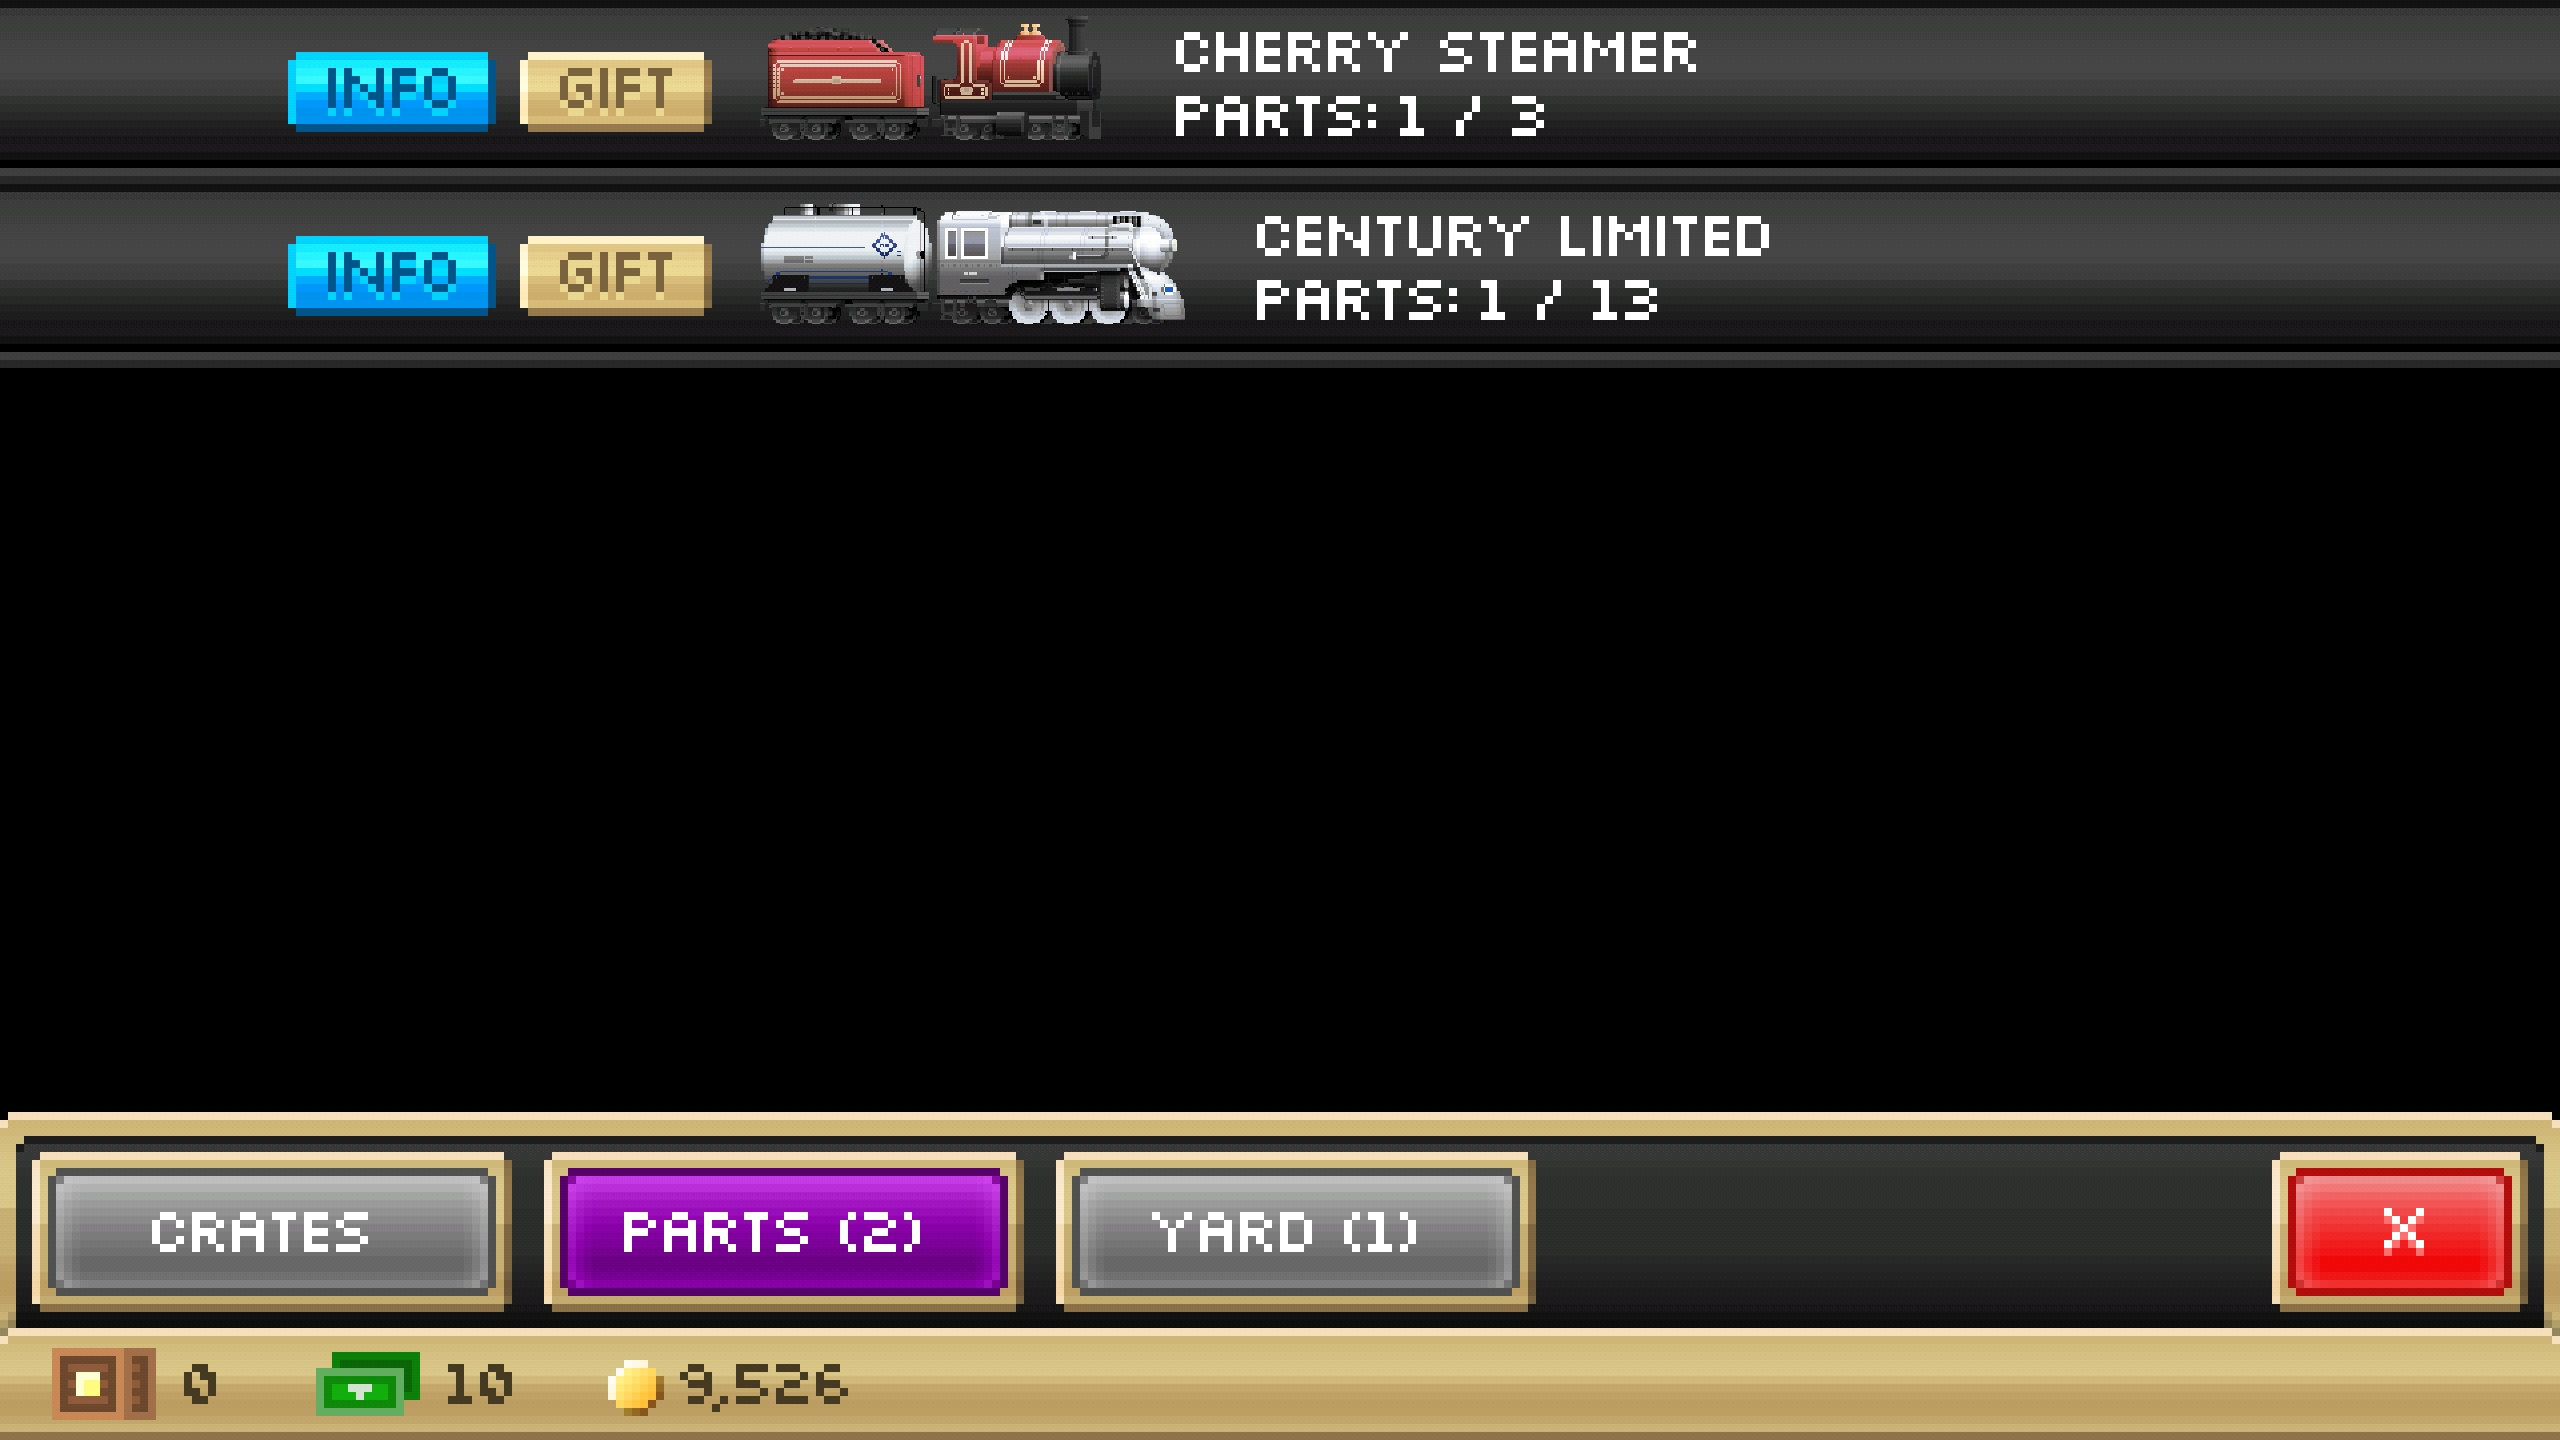 INFO GIFT CHERRY STEAMER
PARTS: 1 / 3
INFO GIFT CENTURY LIMITED
PARTS: 1 / 13
CRATES PARTS (2) YARD (1) X
0 10 9,526